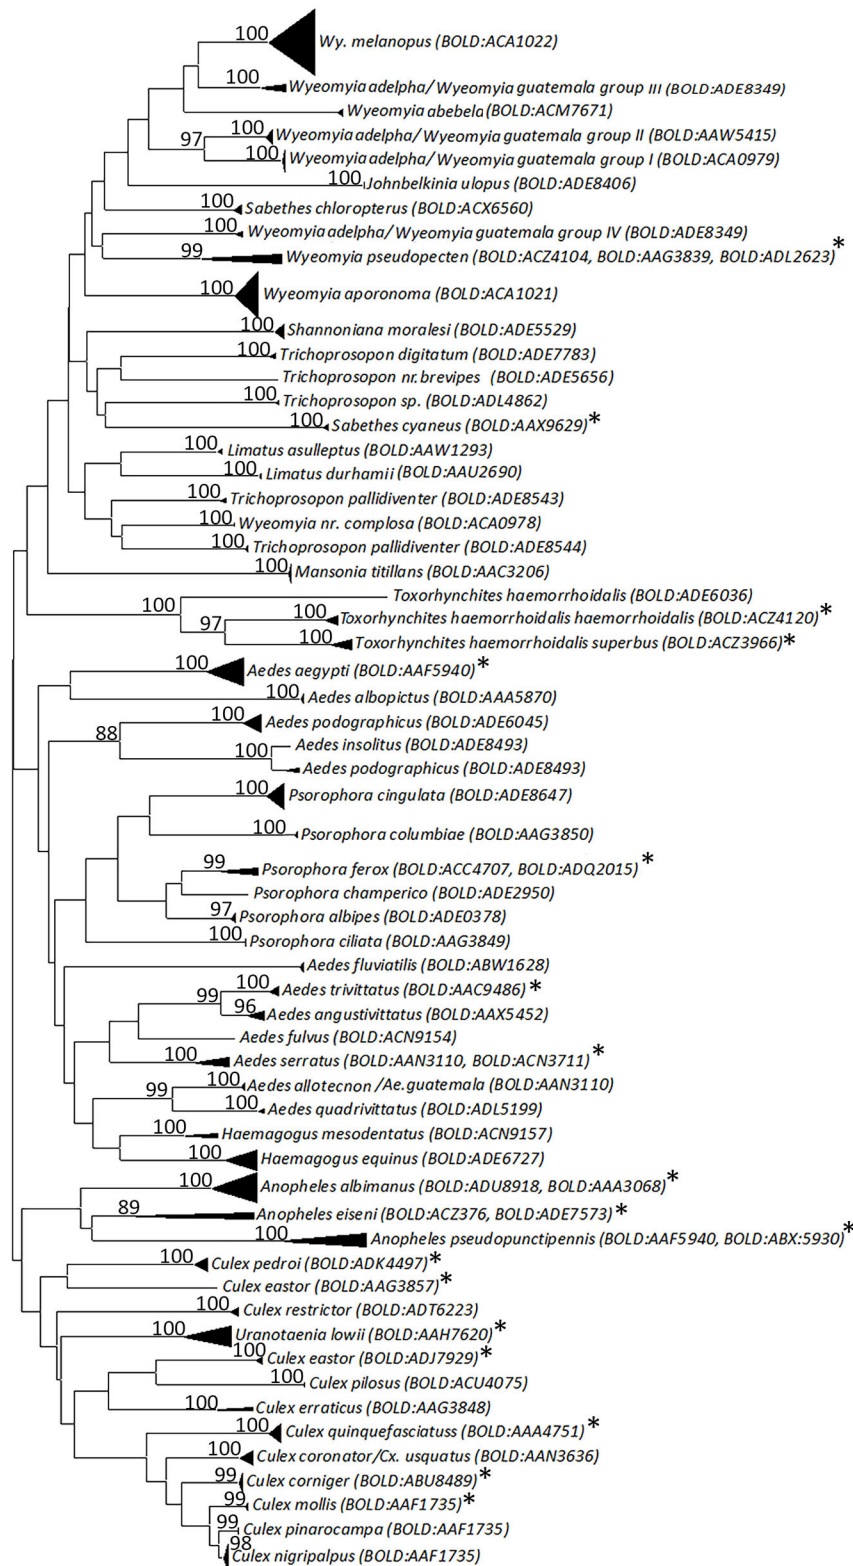 100 Wy. melanopus (BOLD:ACA1022)
100 Wyeomyia adelpha/Wyeomyia guatemala group III (BOLD:ADE8349)
Wyeomyia abebela (BOLD:ACM7671)
97 100 Wyeomyia adelpha/Wyeomyia guatemala group II (BOLD:AAW5415)
100 Wyeomyia adelpha/Wyeomyia guatemala group I (BOLD:ACA0979)
100 Johnbelkinia ulopus (BOLD:ADE8406)
100 Sabethes chloropterus (BOLD:ACX6560)
100 Wyeomyia adelpha/Wyeomyia guatemala group IV (BOLD:ADE8349)
99 Wyeomyia pseudopecten (BOLD:ACZ4104, BOLD:AAG3839, BOLD:ADL2623)*
100 Wyeomyia aporonoma (BOLD:ACA1021)
100 Shannoniana moralesi (BOLD:ADE5529)
100 Trichoprosopon digitatum (BOLD:ADE7783)
Trichoprosopon nr.brevipes (BOLD:ADE5656)
100 Trichoprosopon sp. (BOLD:ADL4862)
100 Sabethes cyaneus (BOLD:AAX9629)*
100 Limatus asulleptus (BOLD:AAW1293)
100 Limatus durhamii (BOLD:AAU2690)
100 Trichoprosopon pallidiventer (BOLD:ADE8543)
100 Wyeomyia nr. complosa (BOLD:ACA0978)
100 Trichoprosopon pallidiventer (BOLD:ADE8544)
100 Mansonia titillans (BOLD:AAC3206)
100 Toxorhynchites haemorrhoidalis (BOLD:ADE6036)
97 100 Toxorhynchites haemorrhoidalis haemorrhoidalis (BOLD:ACZ4120)*
100 Toxorhynchites haemorrhoidalis superbus (BOLD:ACZ3966)*
100 Aedes aegypti (BOLD:AAF5940)*
100 Aedes albopictus (BOLD:AAA5870)
88 100 Aedes podographicus (BOLD:ADE6045)
100 Aedes insolitus (BOLD:ADE8493)
Aedes podographicus (BOLD:ADE8493)
100 Psorophora cingulata (BOLD:ADE8647)
100 Psorophora columbiae (BOLD:AAG3850)
99 Psorophora ferox (BOLD:ACC4707, BOLD:ADQ2015)*
Psorophora champerico (BOLD:ADE2950)
97 Psorophora albipes (BOLD:ADE0378)
100 Psorophora ciliata (BOLD:AAG3849)
Aedes fluviatilis (BOLD:ABW1628)
99 100 Aedes trivittatus (BOLD:AAC9486)*
96 Aedes angustivittatus (BOLD:AAX5452)
Aedes fulvus (BOLD:ACN9154)
100 Aedes serratus (BOLD:AAN3110, BOLD:ACN3711)*
99 100 Aedes allotecnon/Ae.guatemala (BOLD:AAN3110)
100 Aedes quadrivittatus (BOLD:ADL5199)
100 Haemagogus mesodentatus (BOLD:ACN9157)
100 Haemagogus equinus (BOLD:ADE6727)
100 Anopheles albimanus (BOLD:ADU8918, BOLD:AAA3068)*
89 Anopheles eiseni (BOLD:ACZ376, BOLD:ADE7573)*
100 Anopheles pseudopunctipennis (BOLD:AAF5940, BOLD:ABX:5930)*
100 Culex pedroi (BOLD:ADK4497)*
Culex eastor (BOLD:AAG3857)*
100 Culex restrictor (BOLD:ADT6223)
100 Uranotaenia lowii (BOLD:AAH7620)*
100 Culex eastor (BOLD:ADJ7929)*
100 Culex pilosus (BOLD:ACU4075)
100 Culex erraticus (BOLD:AAG3848)
100 Culex quinquefasciatuss (BOLD:AAA4751)*
100 Culex coronator/Cx. usquatus (BOLD:AAN3636)
99 Culex corniger (BOLD:ABU8489)*
99 Culex mollis (BOLD:AAF1735)*
99 Culex pinarocampa (BOLD:AAF1735)
98 Culex nigripalpus (BOLD:AAF1735)